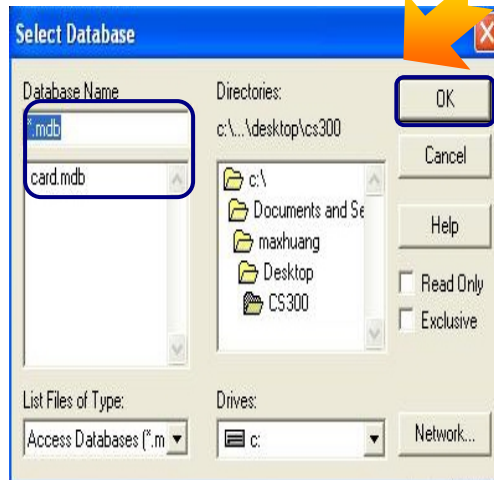 Select Database
Database Name
*.mdb
card.mdb
Directories:
c:\...\desktop\cs300
c:\
Documents and Se
maxhuang
Desktop
CS300
OK
Cancel
Help
Read Only
Exclusive
List Files of Type:
Access Databases (*.m
Drives:
c:
Network...